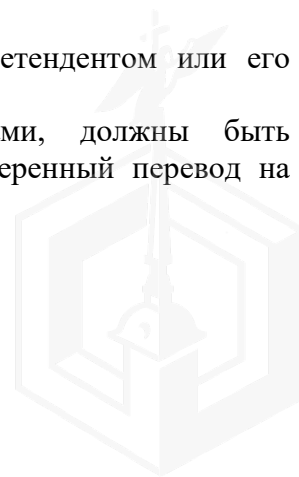 етендентом или его
ми, должны быть
еренный перевод на